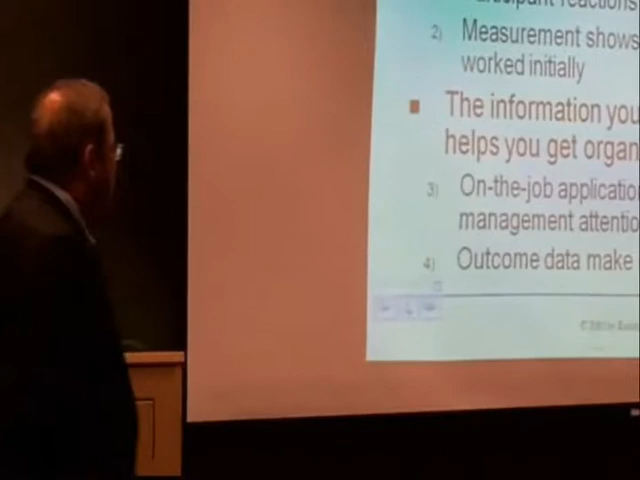 reactions
2) Measurement shows
worked initially
■ The information you
helps you get organ
3) On-the-job applicatio
management attentio
4) Outcome data make